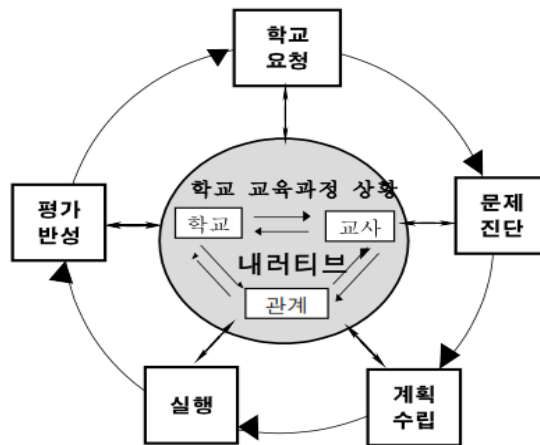 학교
요청
학교 교육과정 상황
평가
반성
학교
교사
문제
진단
내러티브
관계
실행
계획
수립